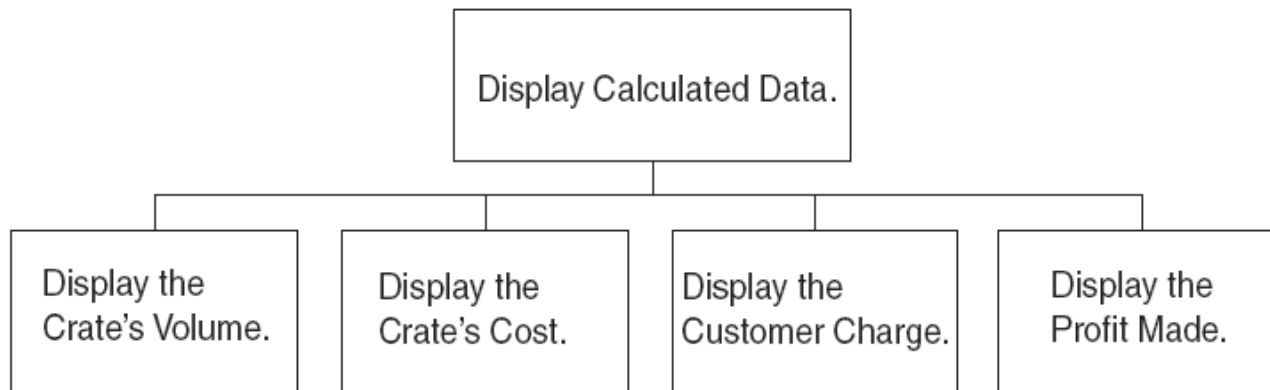 Display Calculated Data.
Display the
Crate’s Volume.
Display the
Crate’s Cost.
Display the
Customer Charge.
Display the
Profit Made.